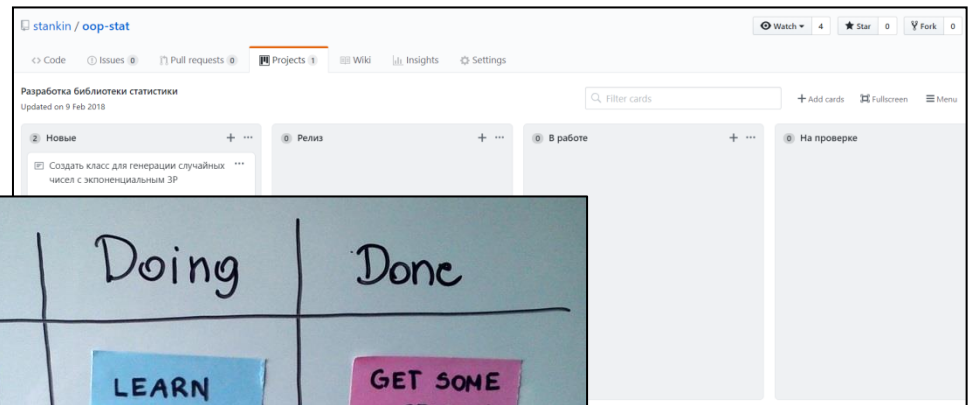 stankin / oop-stat
Watch 4 Star 0 Fork 0
Code Issues 0 Pull requests 0 Projects 1 Wiki Insights Settings
Разработка библиотеки статистики
Updated on 9 Feb 2018
Filter cards
+ Add cards Fullscreen Menu
2 Новые + ...
0 Релиз + ...
0 В работе + ...
0 На проверке
Создать класс для генерации случайных ...
чисел с экпоненциальным ЗР
Doing
Done
LEARN
GET SOME